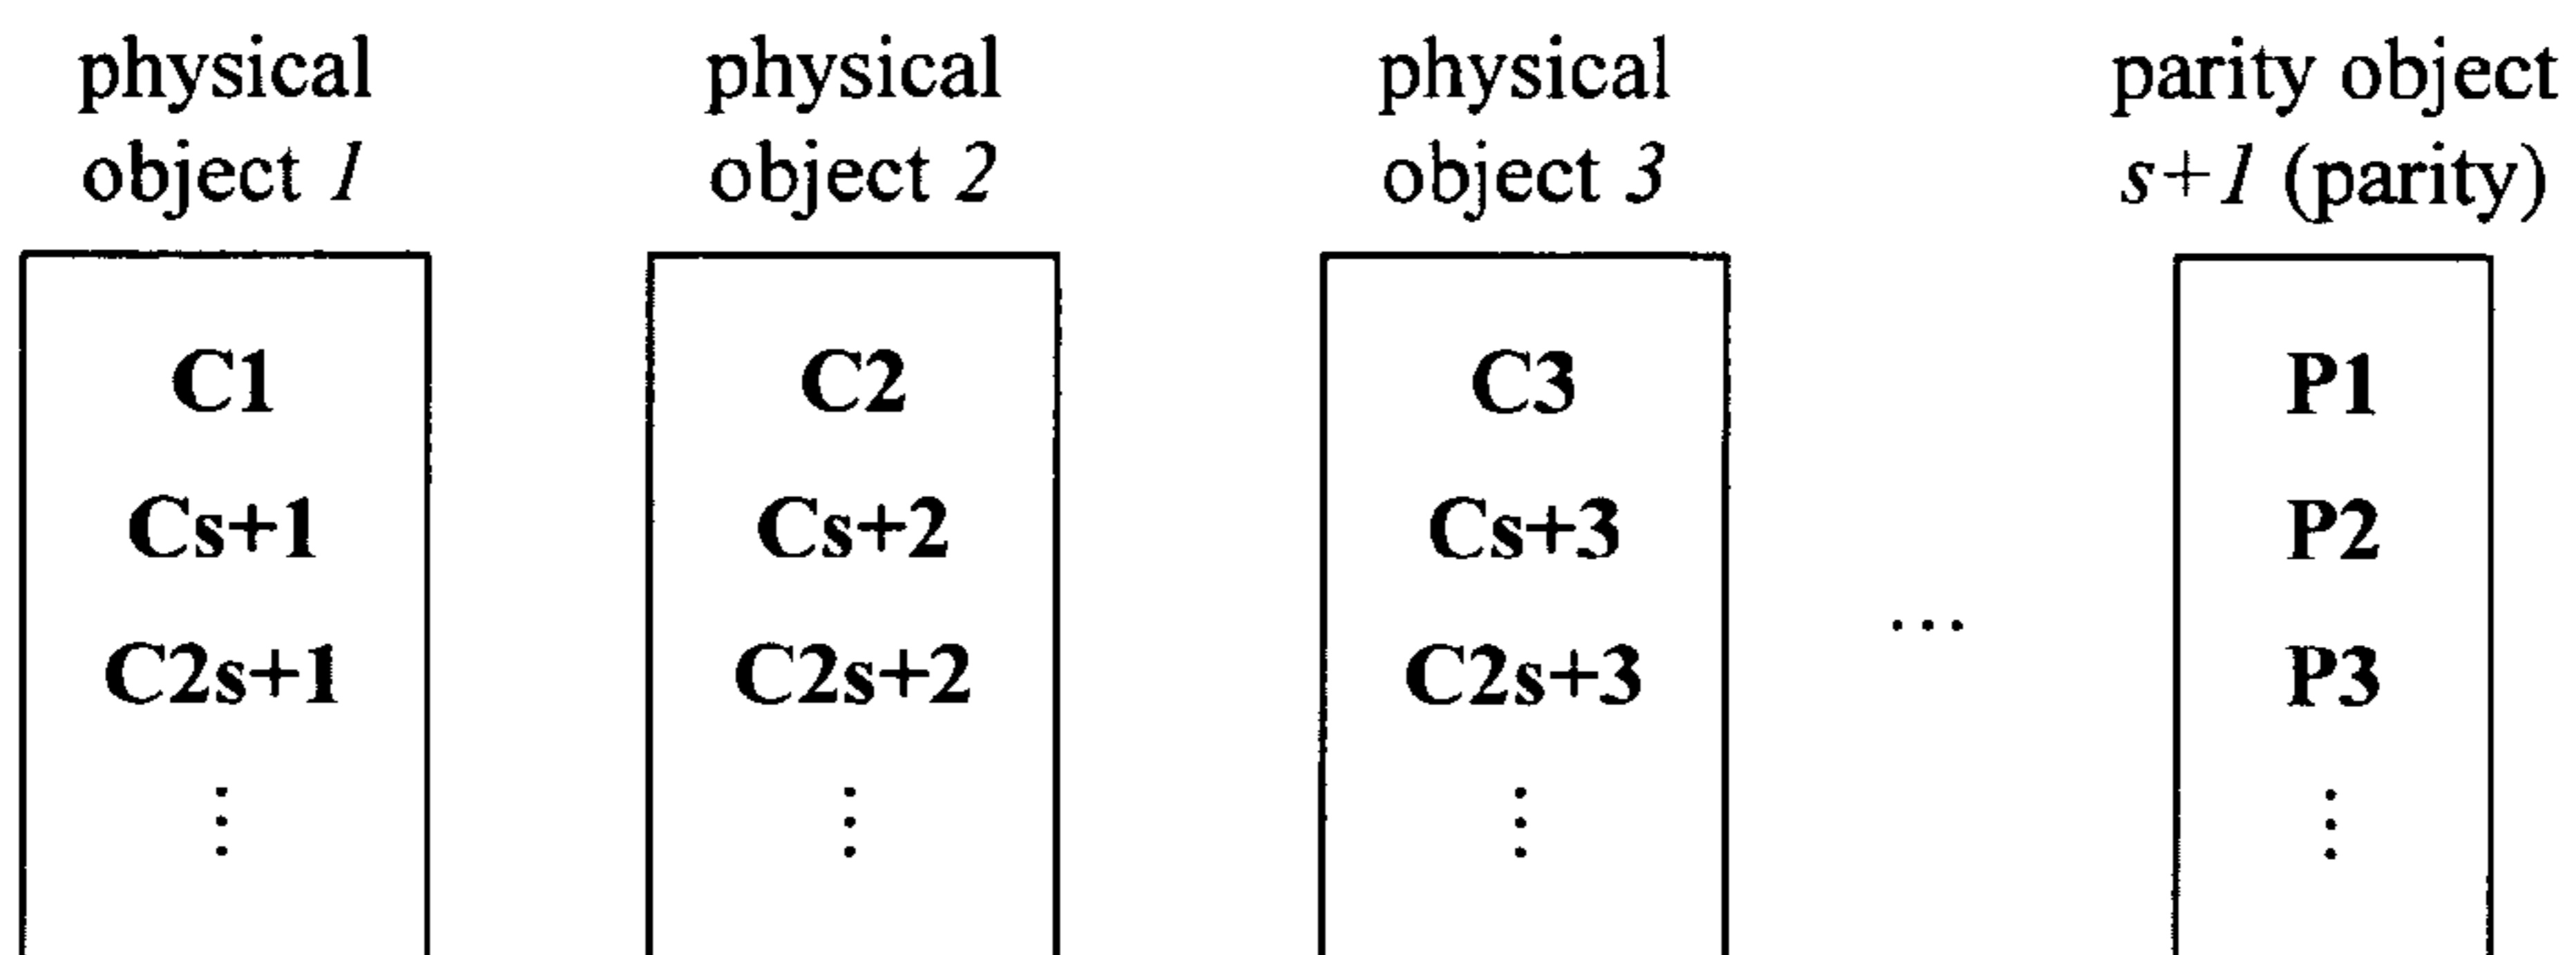 physical
object 1
physical
object 2
physical
object 3
parity object
s+1 (parity)
C1
C2
C3
P1
Cs+1
Cs+2
Cs+3
P2
...
C2s+1
C2s+2
C2s+3
P3